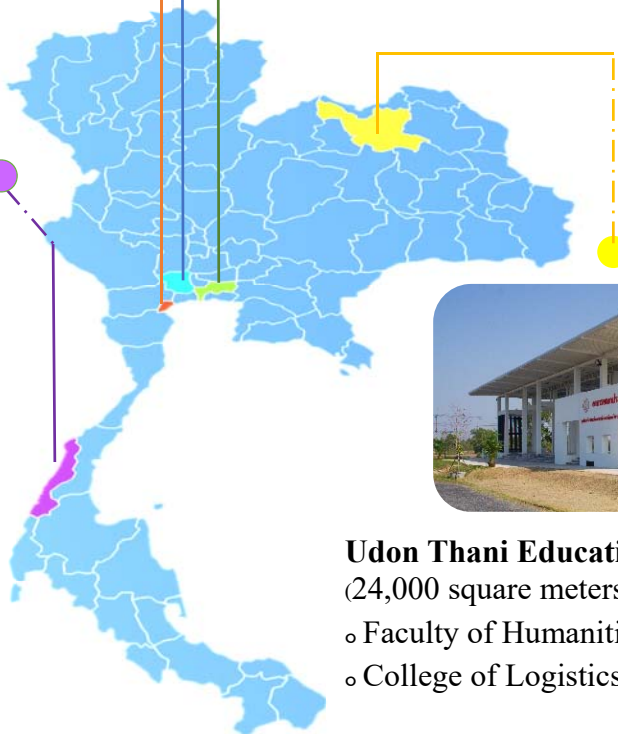 Udon Thani Educati
(24,000 square meters
o Faculty of Humaniti
o College of Logistics